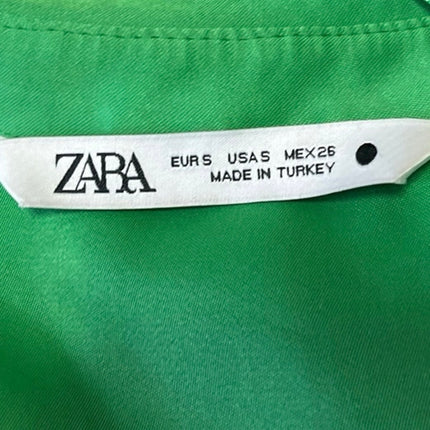 ZARA
EUR S USA S MEX 26
MADE IN TURKEY